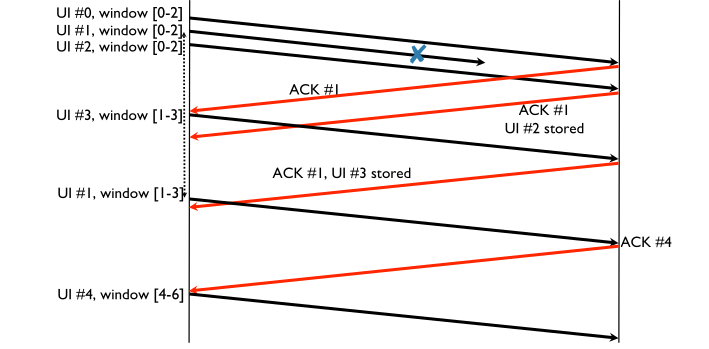 UI #0, window [0-2]
UI #1, window [0-2]
UI #2, window [0-2]
ACK #1
ACK #1
UI #2 stored
UI #3, window [1-3]
ACK #1, UI #3 stored
UI #1, window [1-3]
ACK #4
UI #4, window [4-6]